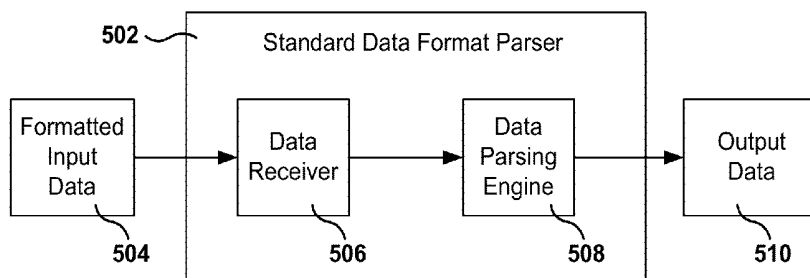 502
Standard Data Format Parser
Formatted
Input
Data
Data
Receiver
Data
Parsing
Engine
Output
Data
504
506
508
510